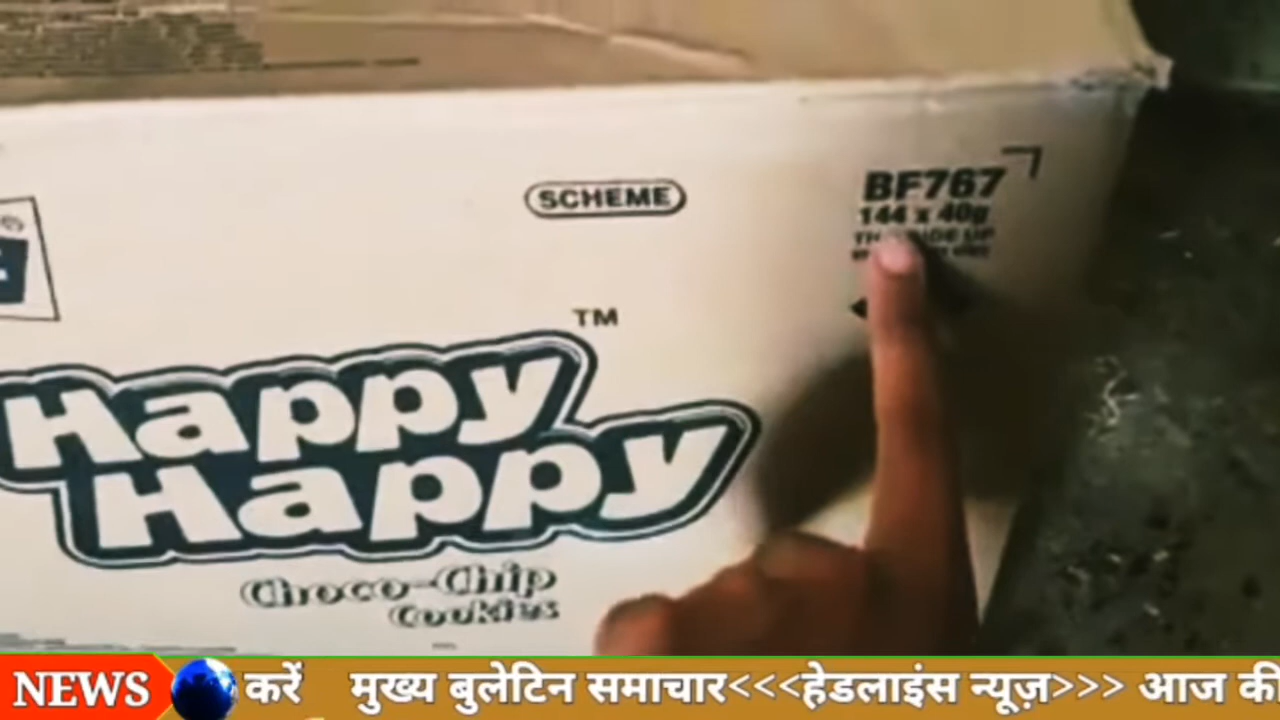 SCHEME
BF767
144 x 40g
TM
Happy
Happy
Choco-Chip
Cookies
NEWS करें मुख्य बुलेटिन समाचार<<<हेडलाइंस न्यूज़>>> आज की